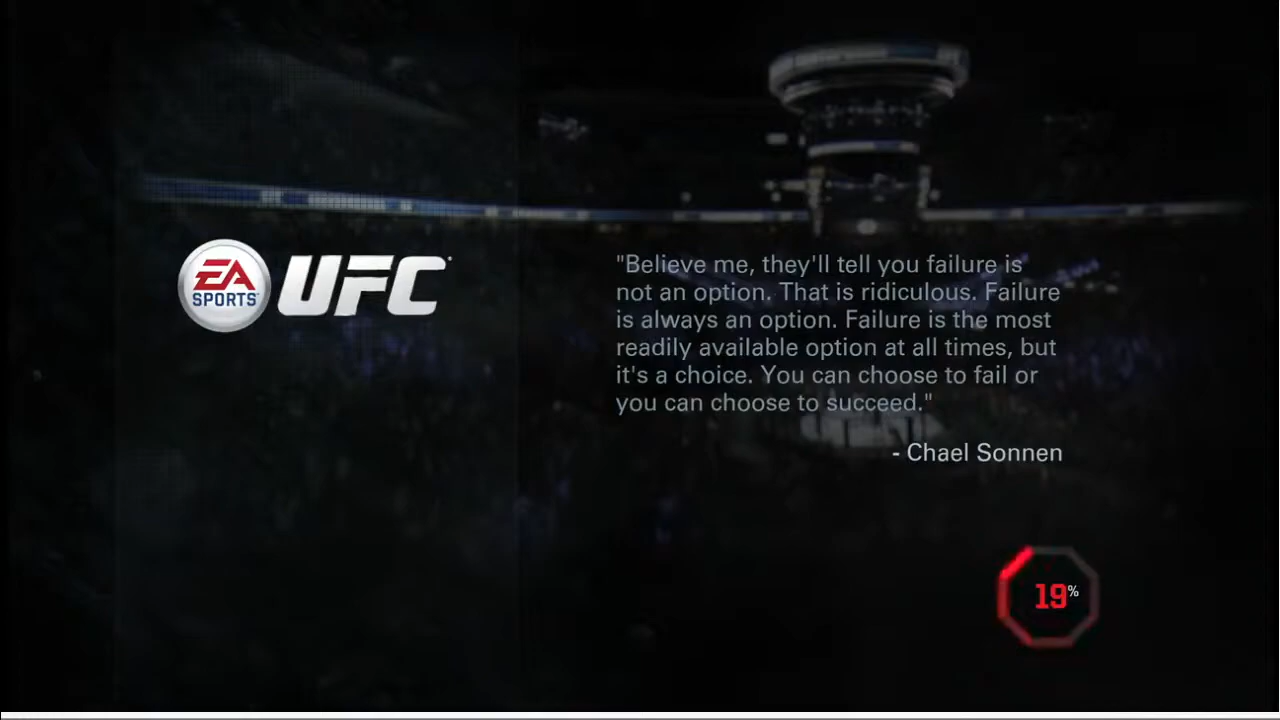 EA
SPORTS
UFC
"Believe me, they'll tell you failure is
not an option. That is ridiculous. Failure
is always an option. Failure is the most
readily available option at all times, but
it's a choice. You can choose to fail or
you can choose to succeed."
- Chael Sonnen
19%